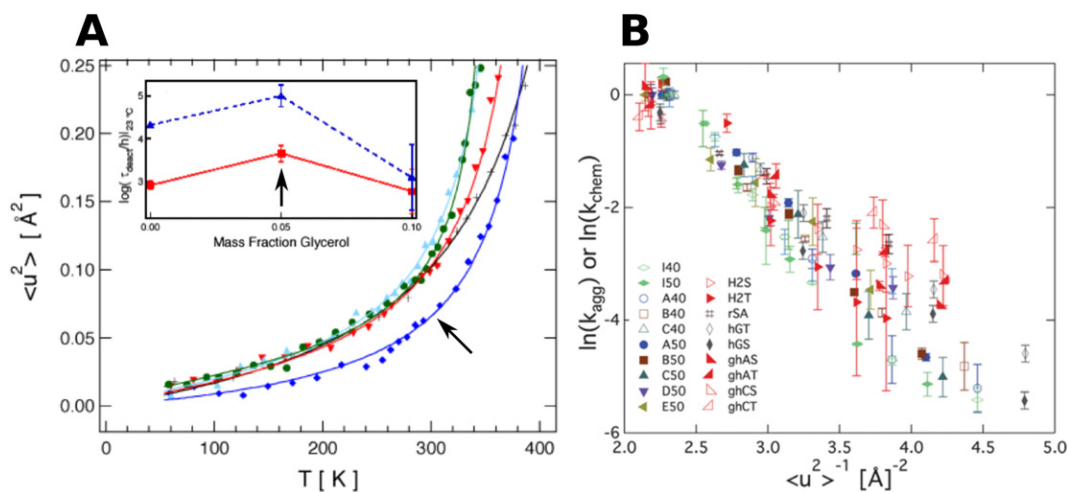 A
B
0.25
0.20
0.15
0.10
0.05
0.00
<u²> [ Å² ]
0 100 200 300 400
T [ K ]
log( τdeact/h)|23 °C
5
4
3
0.00 0.05 0.10
Mass Fraction Glycerol
ln(kagg) or ln(kchem)
0
-2
-4
-6
2.0 2.5 3.0 3.5 4.0 4.5 5.0
<u²>⁻¹ [Å]⁻²
I40
I50
A40
B40
C40
A50
B50
C50
D50
E50
H2S
H2T
rSA
hGT
hGS
ghAS
ghAT
ghCS
ghCT